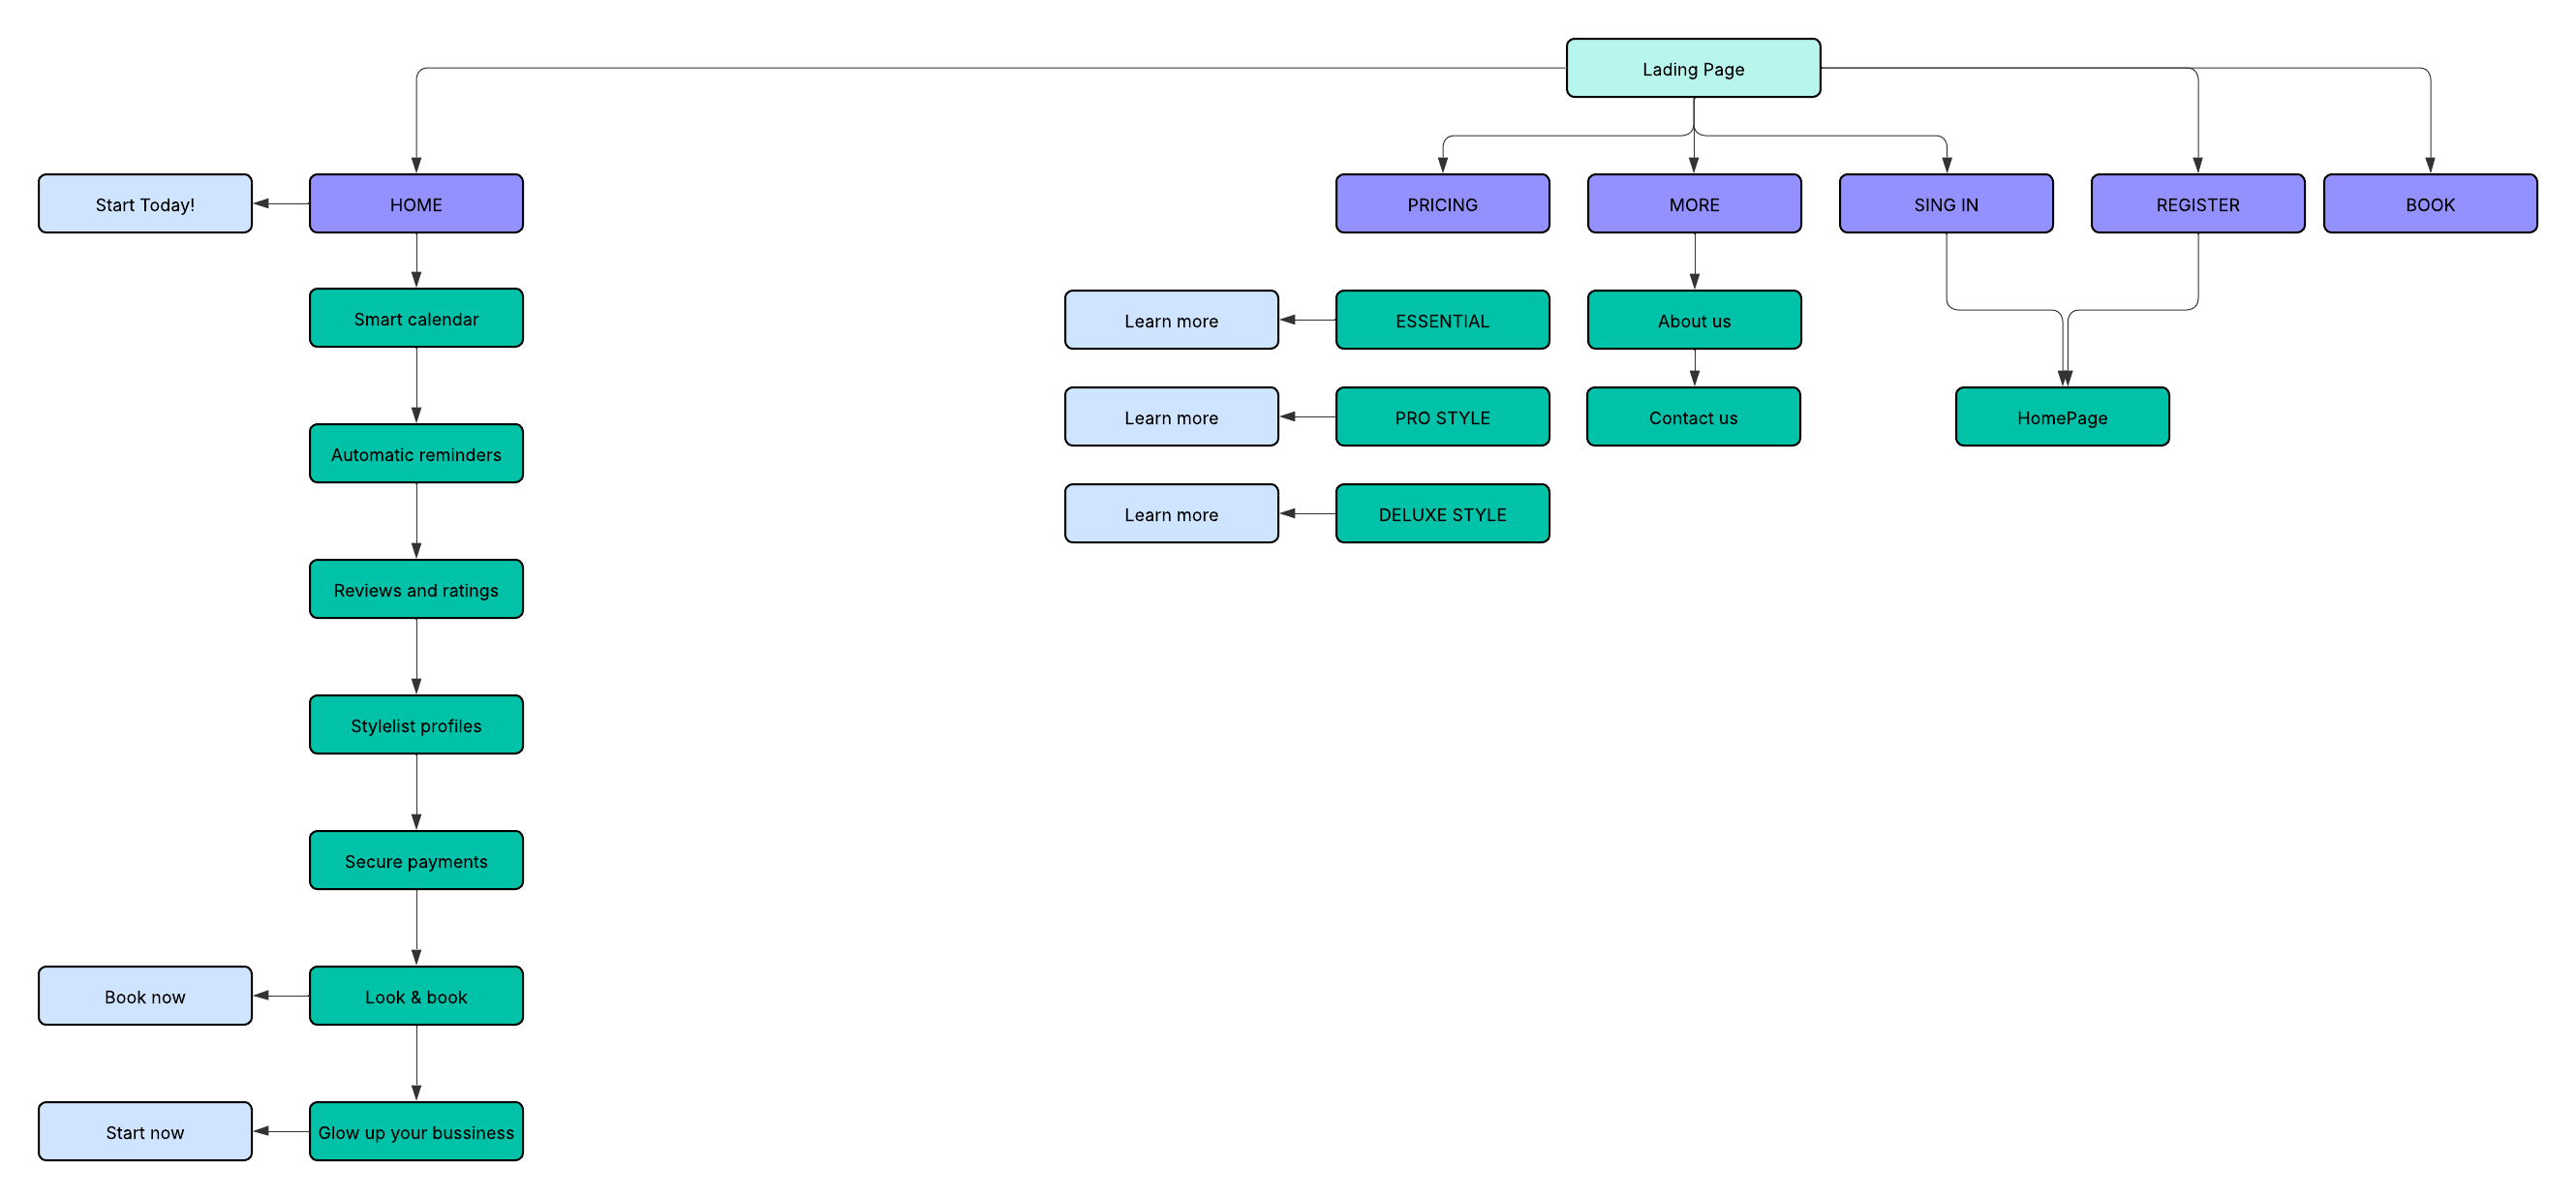 Lading Page
Start Today!
HOME
PRICING
MORE
SING IN
REGISTER
BOOK
Smart calendar
Learn more
ESSENTIAL
About us
Learn more
PRO STYLE
Contact us
HomePage
Automatic reminders
Learn more
DELUXE STYLE
Reviews and ratings
Stylelist profiles
Secure payments
Book now
Look & book
Start now
Glow up your bussiness